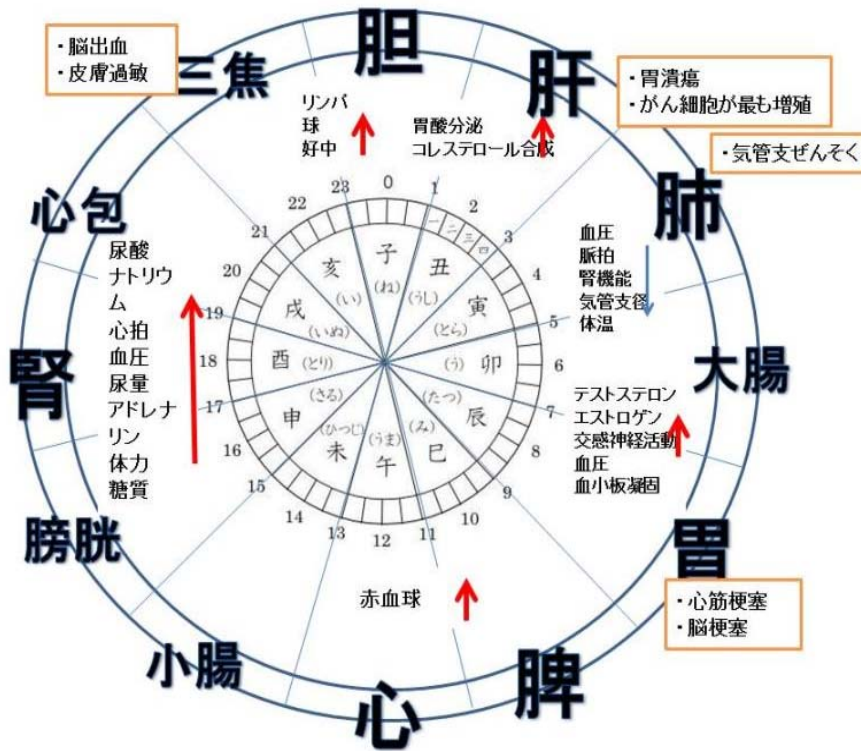 胆
肝
肺
大腸
胃
脾
心
小腸
膀胱
腎
心包
三焦
・脳出血
・皮膚過敏
・胃潰瘍
・がん細胞が最も増殖
・気管支ぜんそく
・心筋梗塞
・脳梗塞
リンパ
球
好中
胃酸分泌
コレステロール合成
血圧
脈拍
腎機能
気管支径
体温
テストステロン
エストロゲン
交感神経活動
血圧
血小板凝固
赤血球
尿酸
ナトリウ
ム
心拍
血圧
尿量
アドレナ
リン
体力
糖質
0
1
2
3
4
5
6
7
8
9
10
11
12
13
14
15
16
17
18
19
20
21
22
23
一
二
三
四
子
(ね)
丑
(うし)
寅
(とら)
卯
(う)
辰
(たつ)
巳
(み)
午
(うま)
未
(ひつじ)
申
(さる)
酉
(とり)
戌
(いぬ)
亥
(い)